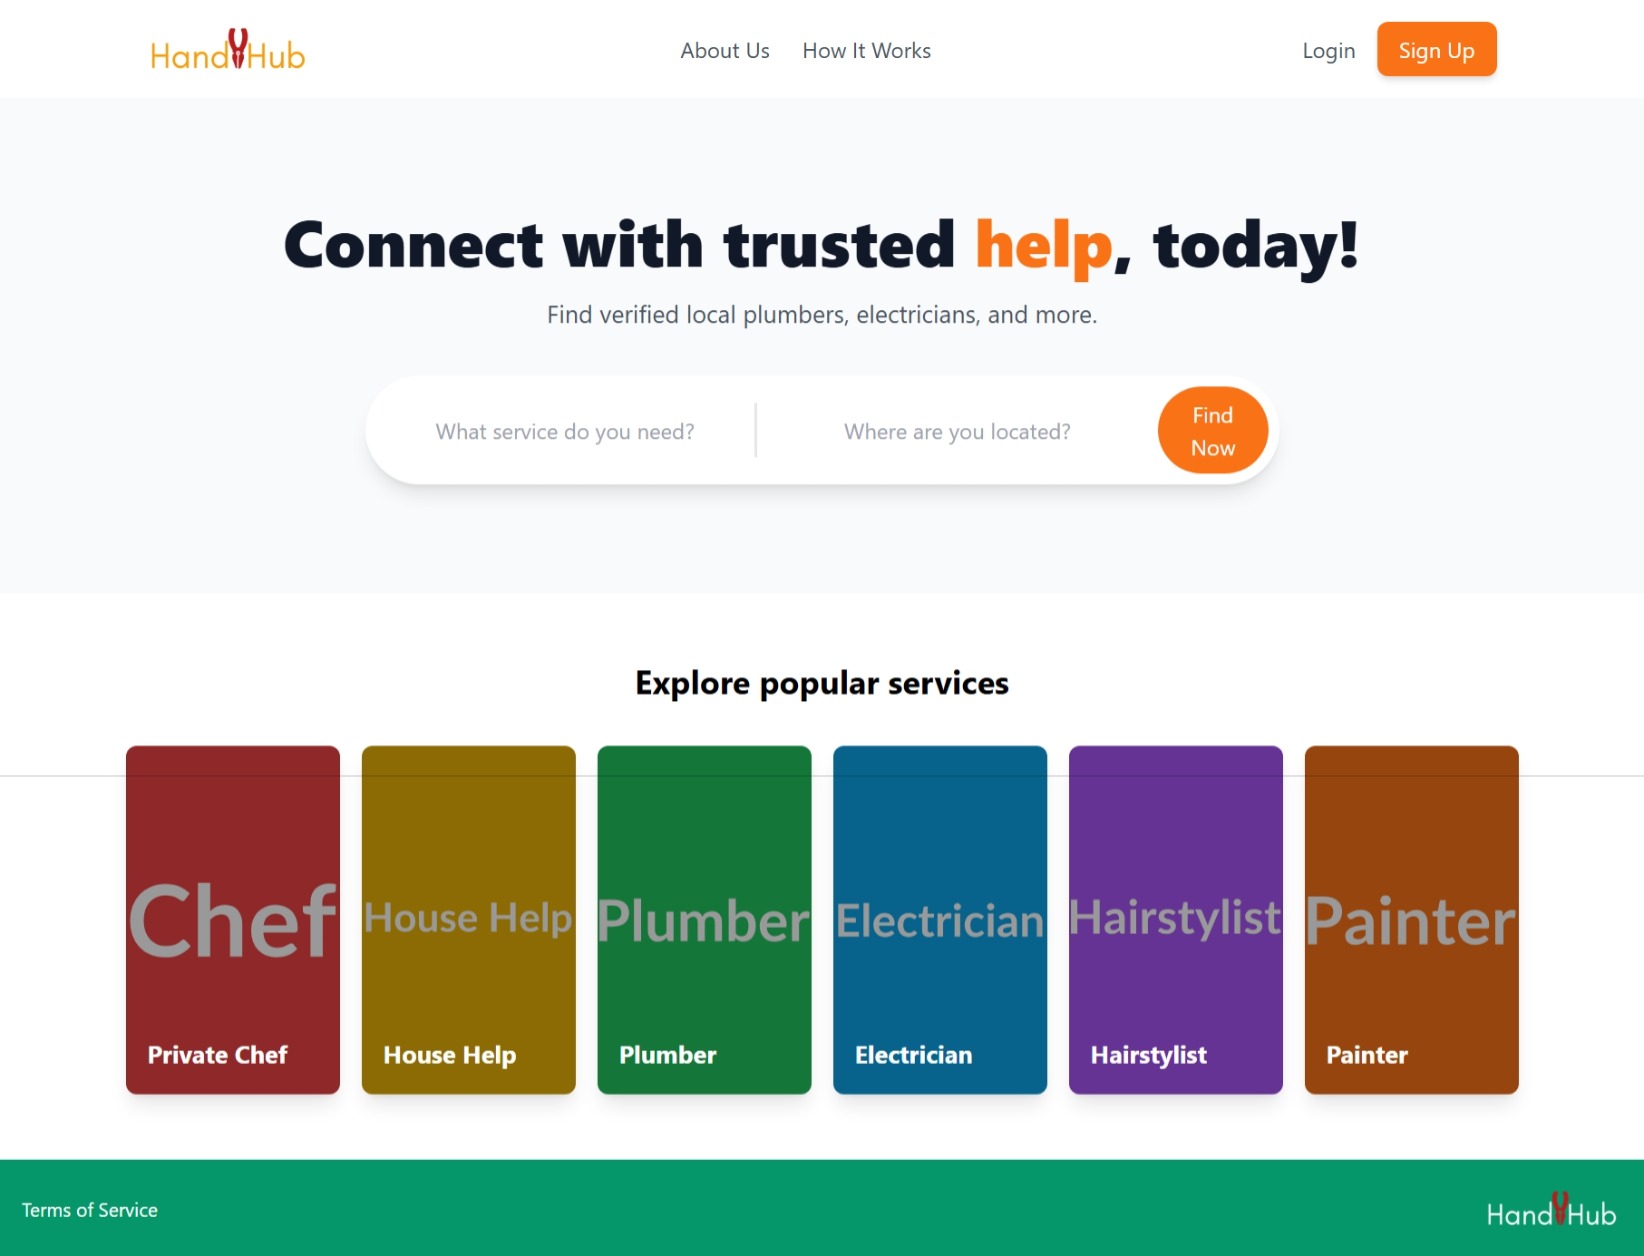 HandyHub
About Us
How It Works
Login
Sign Up
Connect with trusted help, today!
Find verified local plumbers, electricians, and more.
What service do you need?
Where are you located?
Find
Now
Explore popular services
Chef
House Help
Plumber
Electrician
Hairstylist
Painter
Private Chef
House Help
Plumber
Electrician
Hairstylist
Painter
Terms of Service
HandyHub